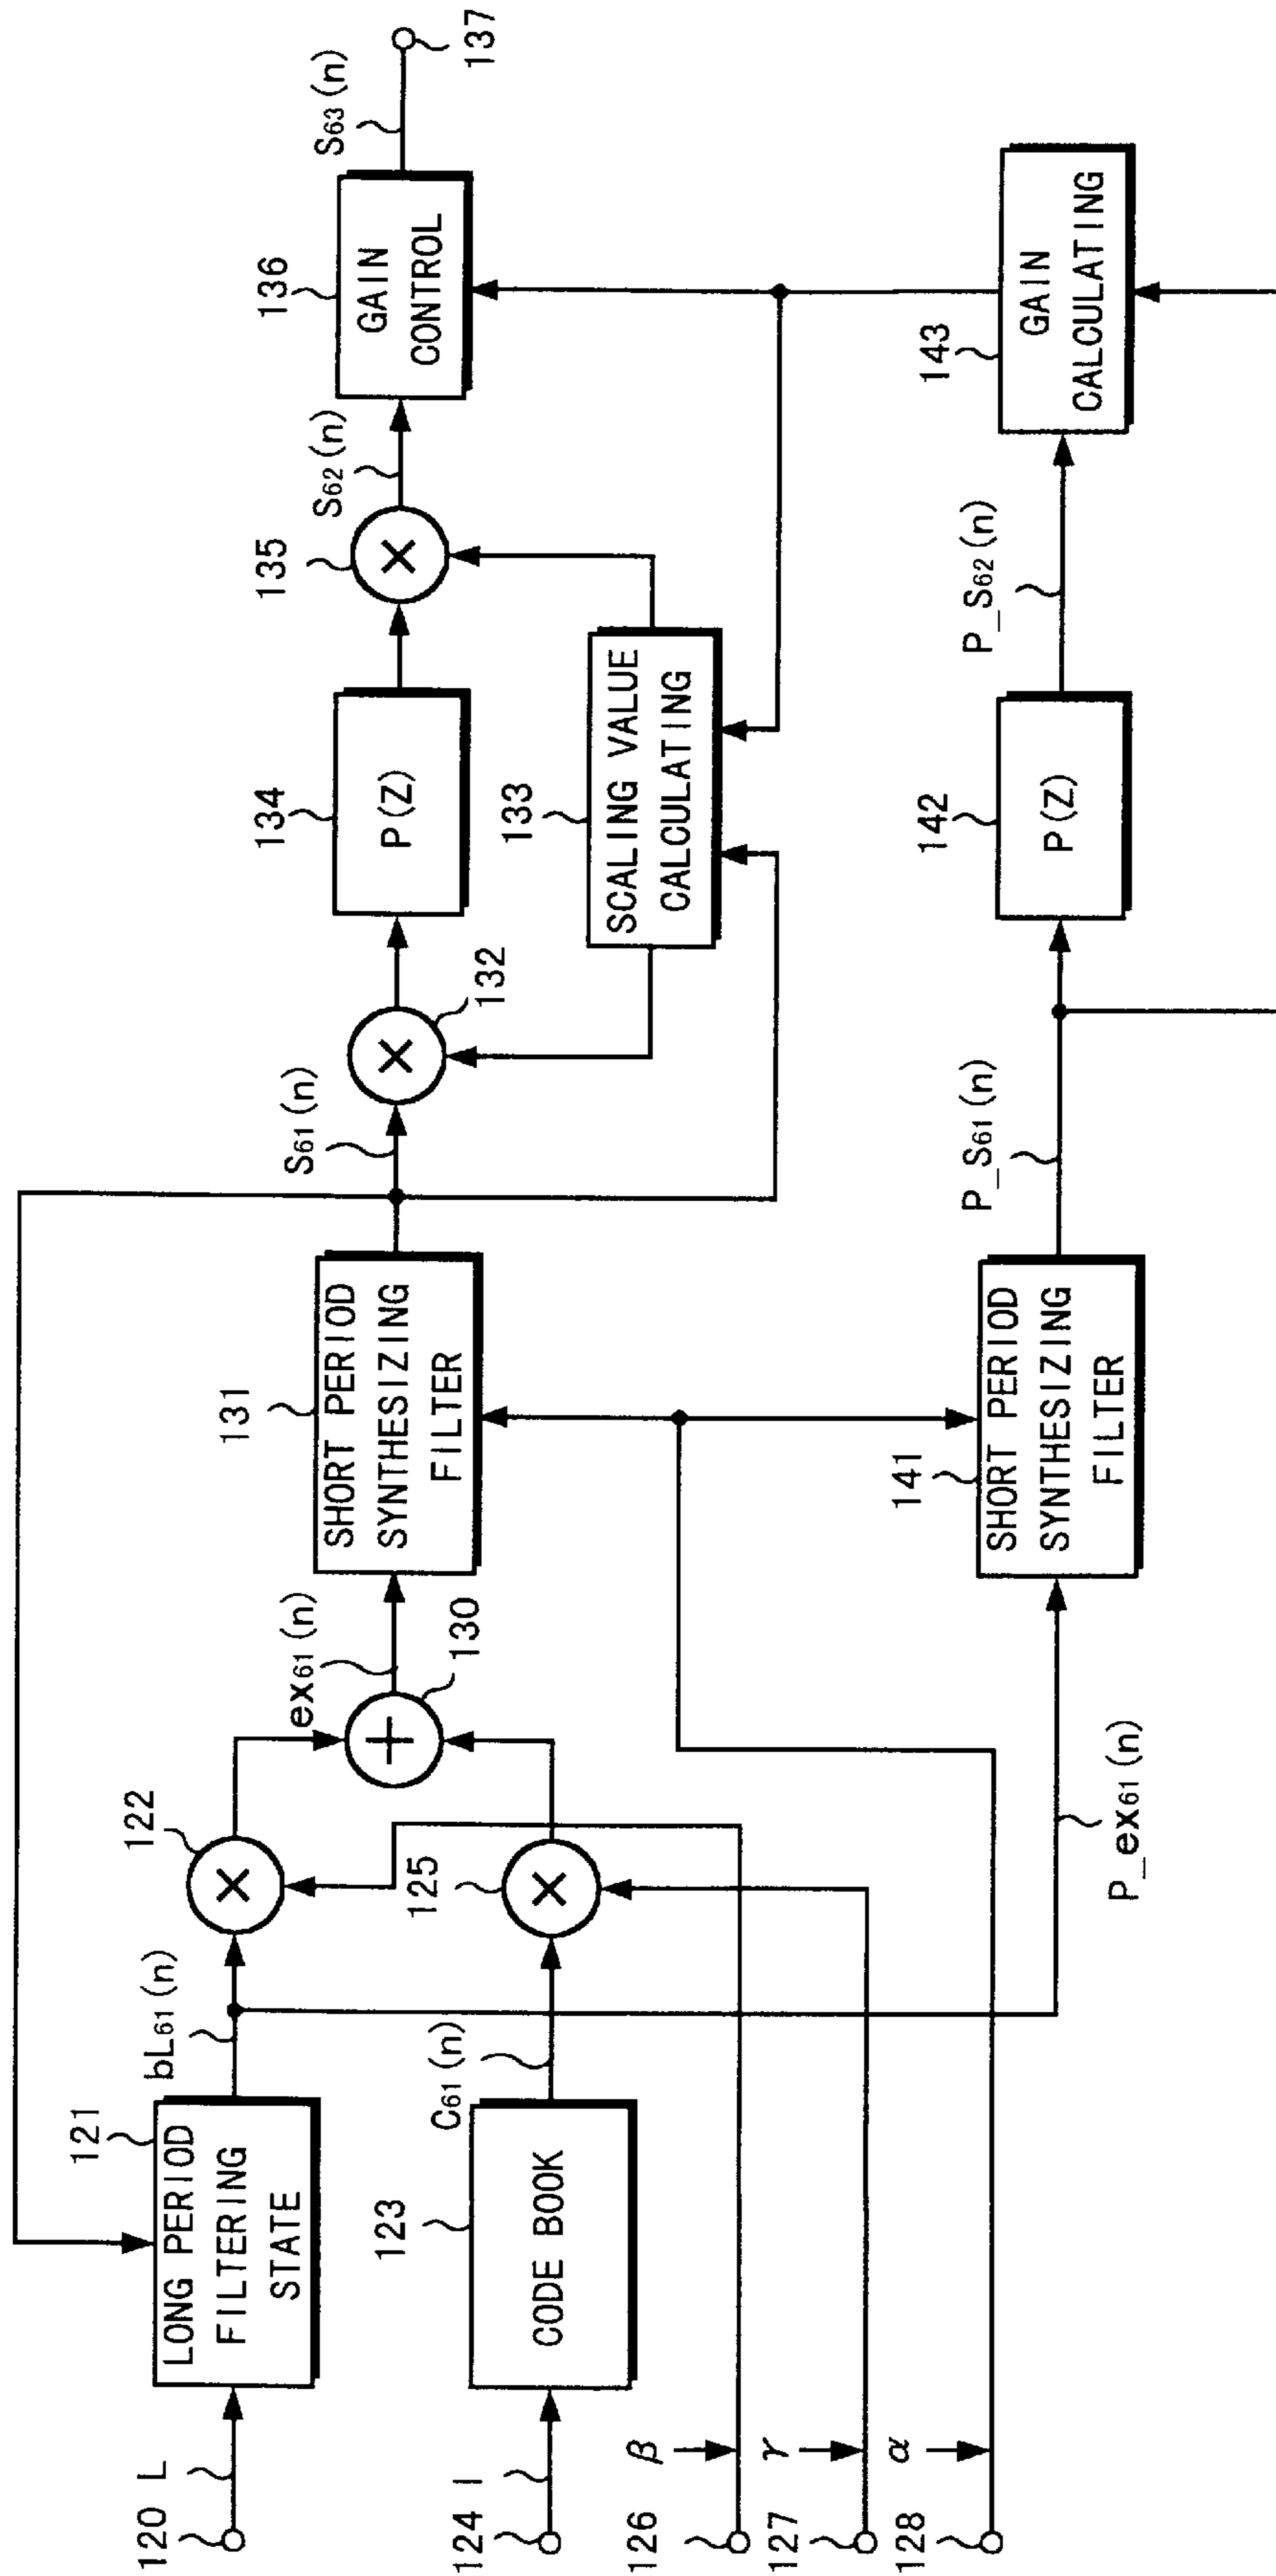 120
L
121
LONG PERIOD
FILTERING
STATE
bL61(n)
122
124
I
123
CODE BOOK
C61(n)
125
126
β
127
γ
128
α
ex61(n)
130
131
SHORT PERIOD
SYNTHESIZING
FILTER
S61(n)
132
133
SCALING VALUE
CALCULATING
134
P(Z)
135
S62(n)
136
GAIN
CONTROL
S63(n)
137
P_ex61(n)
141
SHORT PERIOD
SYNTHESIZING
FILTER
P_S61(n)
142
P(Z)
P_S62(n)
143
GAIN
CALCULATING